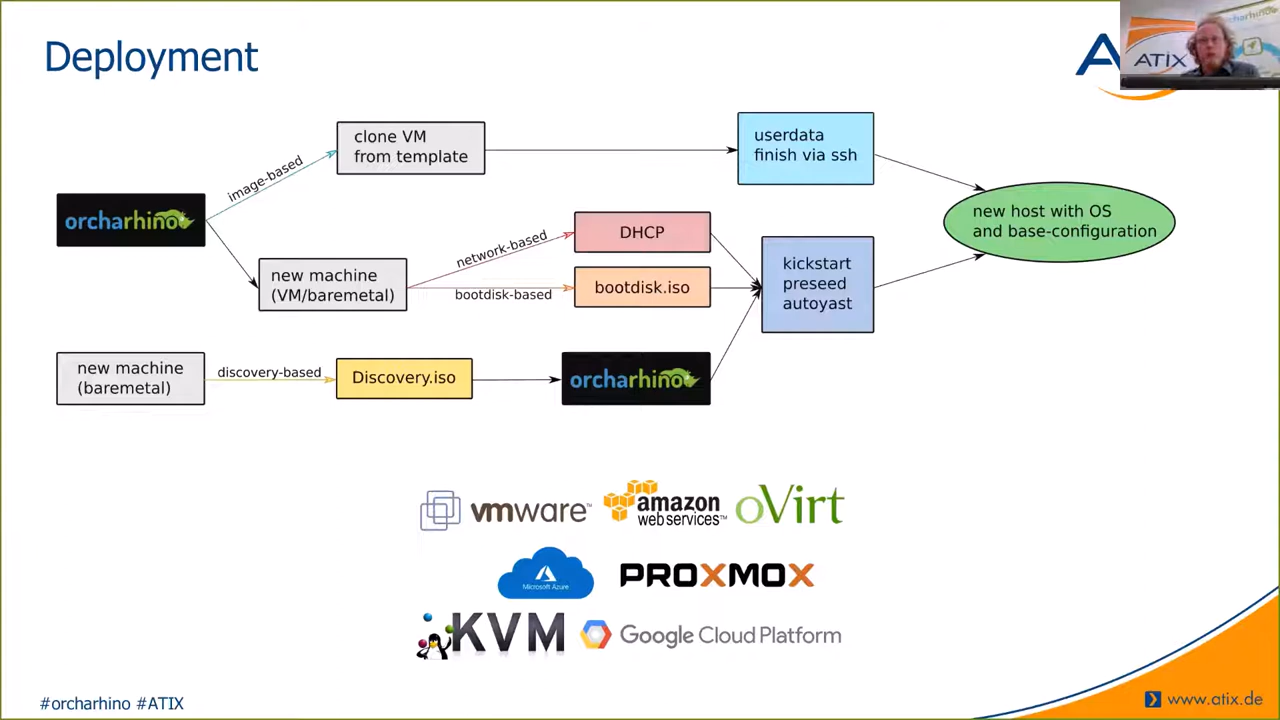 Deployment
A
ATIX
clone VM
from template
userdata
finish via ssh
image-based
orcharhino
new host with OS
and base-configuration
network-based
DHCP
new machine
(VM/baremetal)
bootdisk-based
bootdisk.iso
kickstart
preseed
autoyast
new machine
(baremetal)
discovery-based
Discovery.iso
orcharhino
vmware™
amazon
web services™
oVirt
Microsoft Azure
PROXMOX
KVM
Google Cloud Platform
#orcharhino #ATIX
www.atix.de